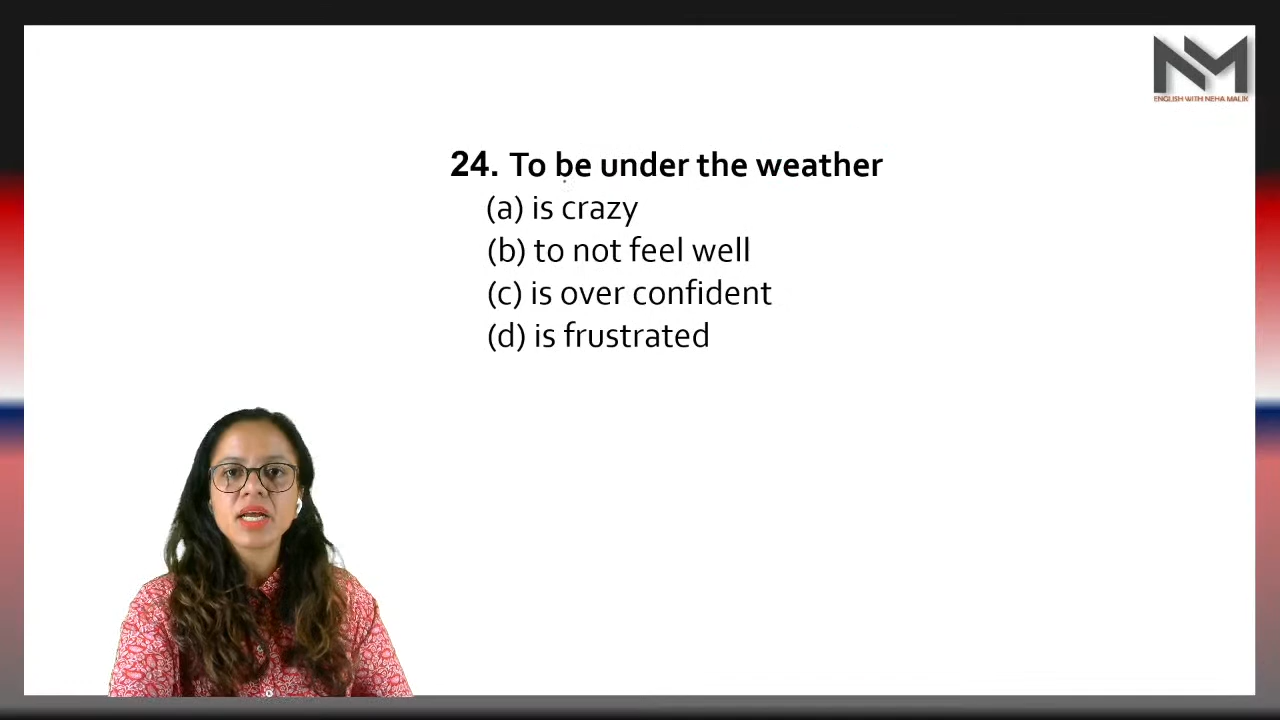 ENGLISH WITH NEHA MALIK
24. To be under the weather
(a) is crazy
(b) to not feel well
(c) is over confident
(d) is frustrated